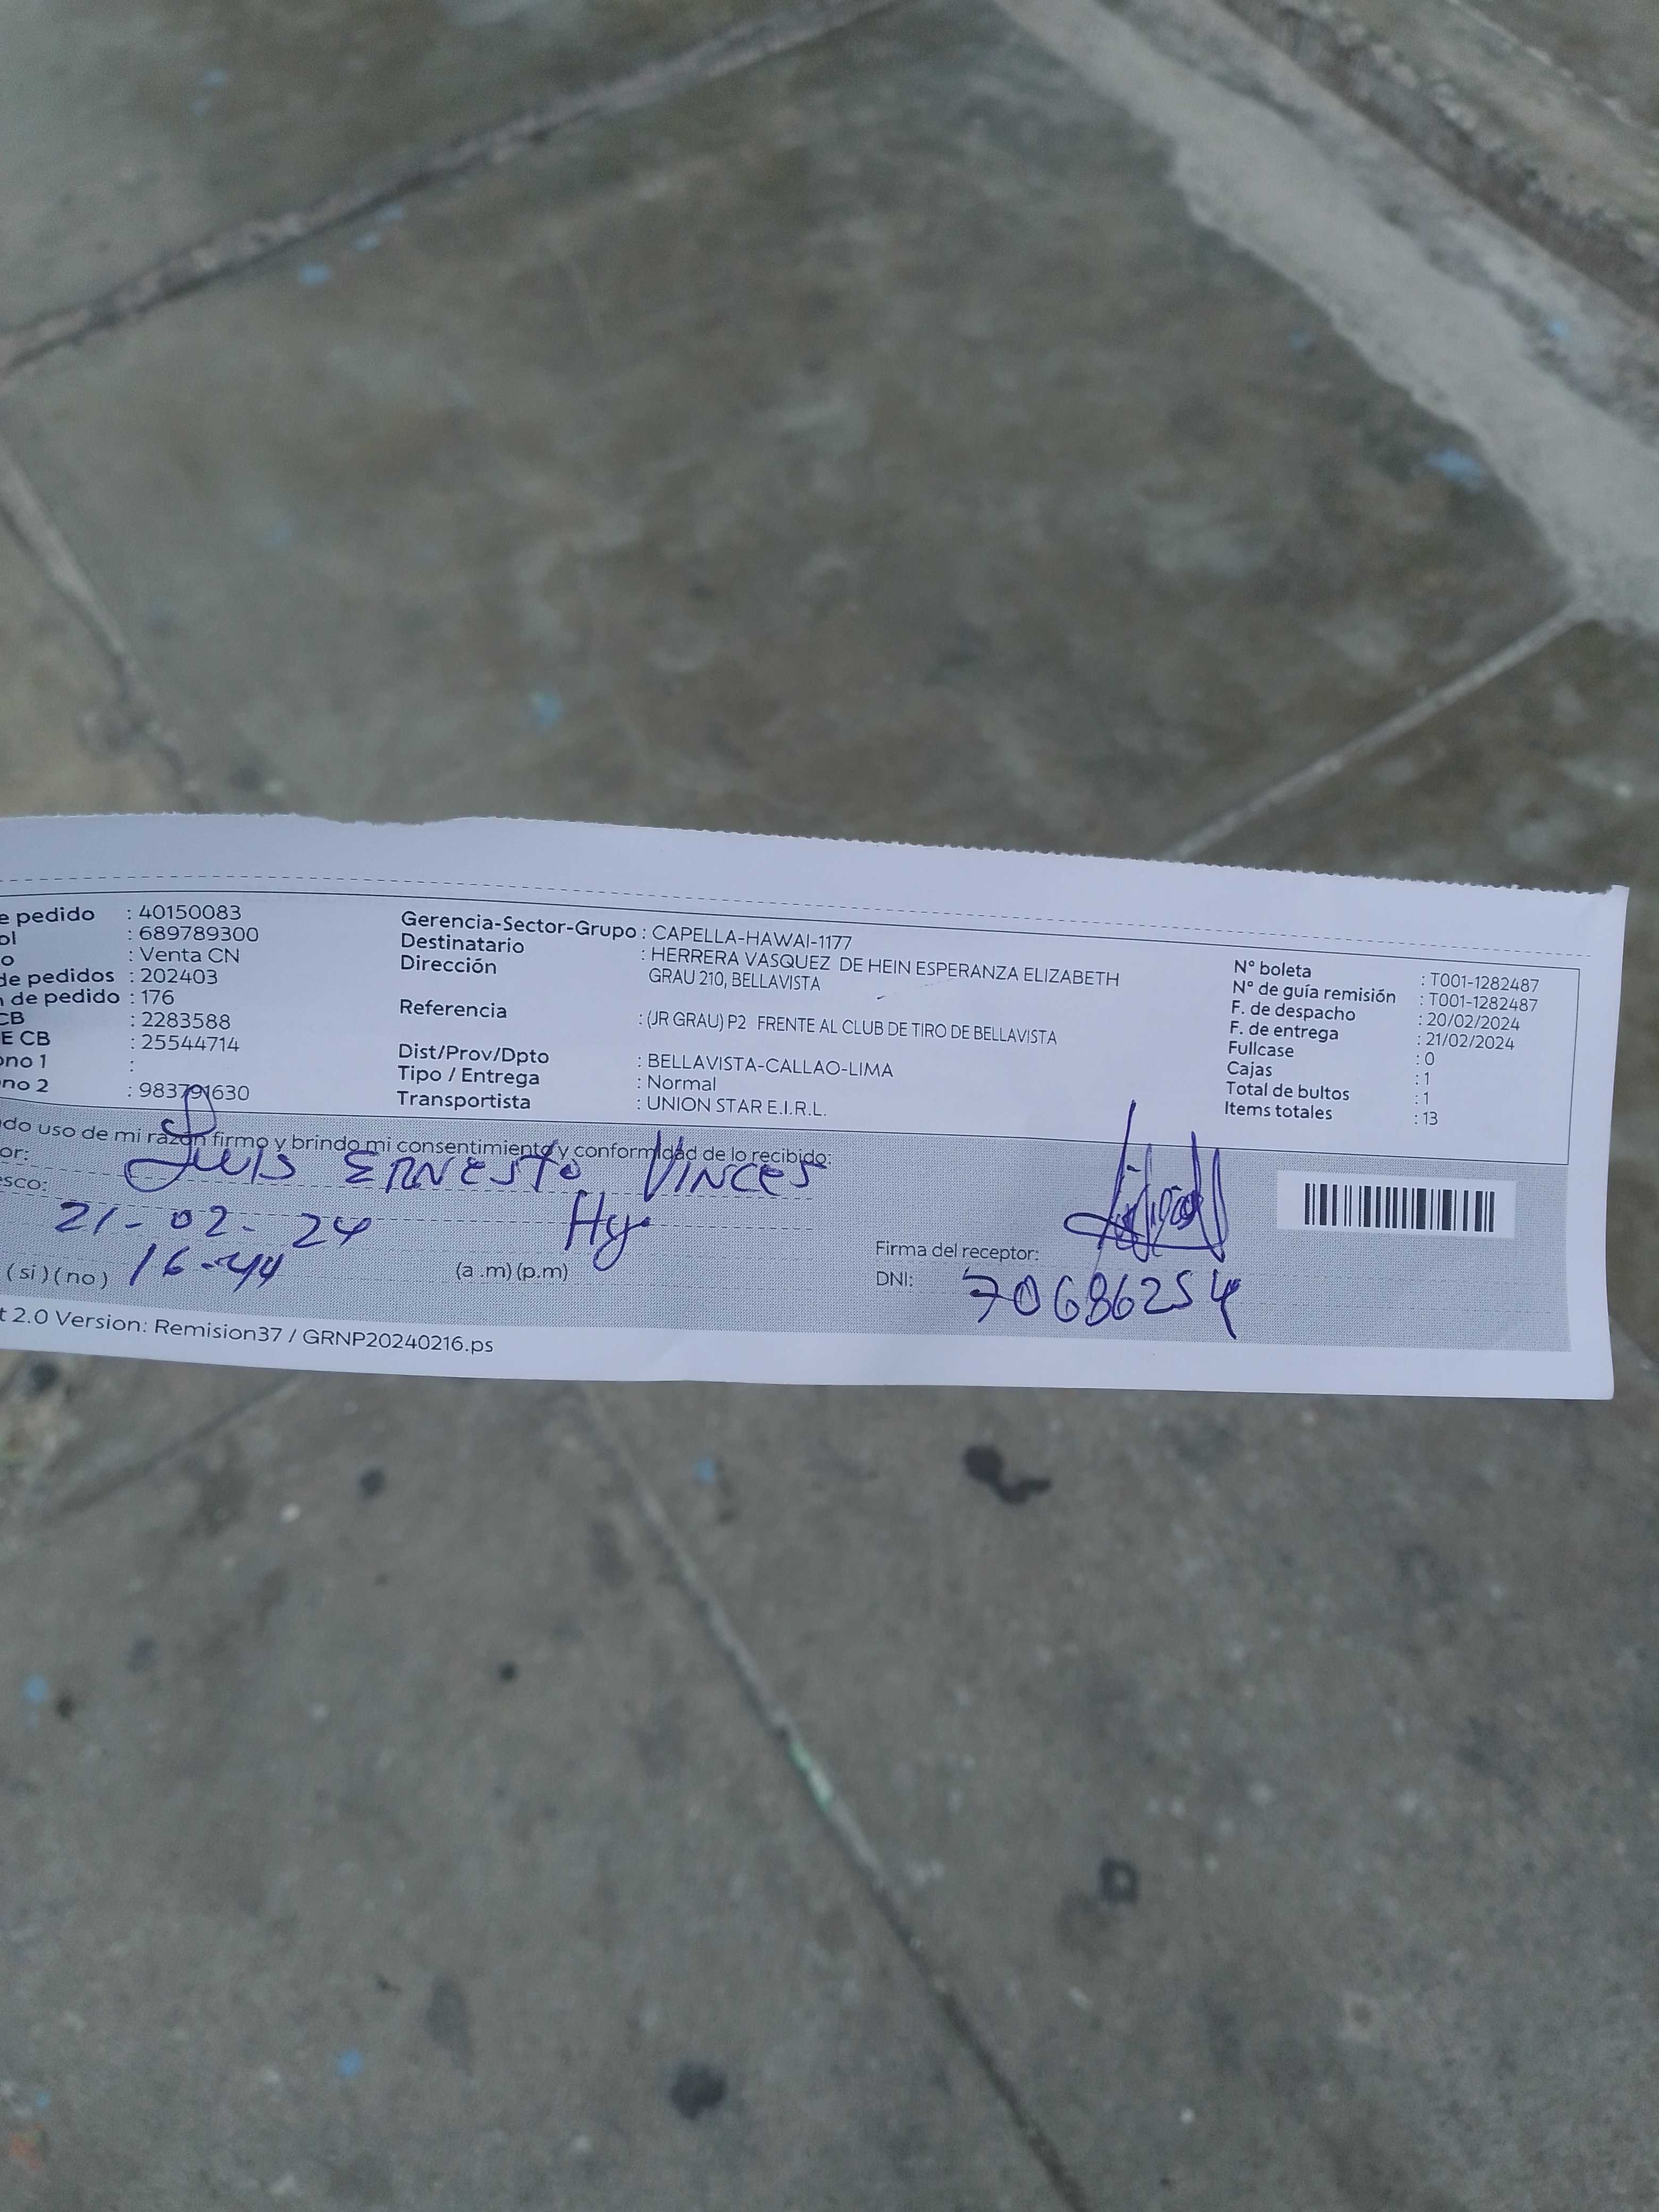 e pedido : 40150083
ol : 689789300
o : Venta CN
de pedidos : 202403
de pedido : 176
CB : 2283588
E CB : 25544714
ono 1 :
no 2 : 983791630
Gerencia-Sector-Grupo : CAPELLA-HAWAI-1177
Destinatario : HERRERA VASQUEZ DE HEIN ESPERANZA ELIZABETH
Dirección GRAU 210, BELLAVISTA
Referencia : (JR GRAU) P2 FRENTE AL CLUB DE TIRO DE BELLAVISTA
Dist/Prov/Dpto : BELLAVISTA-CALLAO-LIMA
Tipo / Entrega : Normal
Transportista : UNION STAR E.I.R.L.
N° boleta : T001-1282487
N° de guía remisión : T001-1282487
F. de despacho : 20/02/2024
F. de entrega : 21/02/2024
Fullcase : 0
Cajas : 1
Total de bultos : 1
Items totales : 13
do uso de mi razón firmo y brindo mi consentimiento y conformidad de lo recibido:
or: LUIS ERNESTO VINCES
esco:
21-02-24
(si) (no) 16-44 (a.m) (p.m)
Firma del receptor:
DNI: 70686254
t 2.0 Version: Remision37 / GRNP20240216.ps